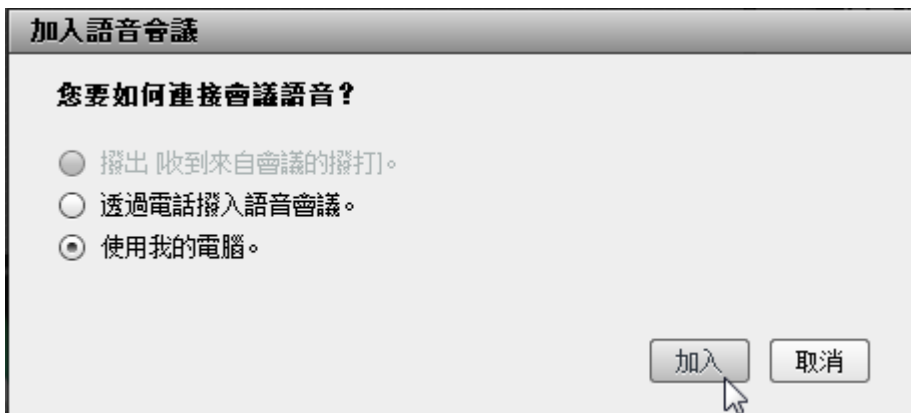 加入語音會議
您要如何連接會議語音?
撥出 [收到來自會議的撥打]。
透過電話撥入語音會議。
使用我的電腦。
加入
取消